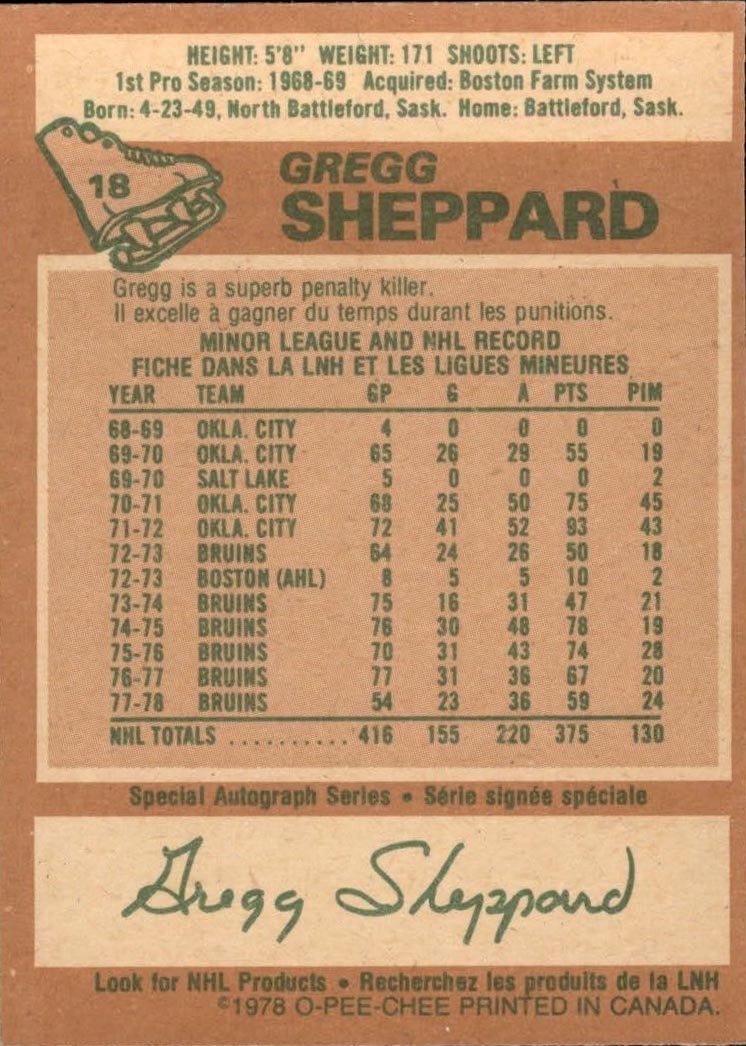 HEIGHT: 5'8" WEIGHT: 171 SHOOTS: LEFT
1st Pro Season: 1968-69 Acquired: Boston Farm System
Born: 4-23-49, North Battleford, Sask. Home: Battleford, Sask.
18
GREGG
SHEPPARD
Gregg is a superb penalty killer.
Il excelle à gagner du temps durant les punitions.
MINOR LEAGUE AND NHL RECORD
FICHE DANS LA LNH ET LES LIGUES MINEURES
YEAR TEAM GP G A PTS PIM
68-69 OKLA. CITY 4 0 0 0 0
69-70 OKLA. CITY 65 26 29 55 19
69-70 SALT LAKE 5 0 0 0 2
70-71 OKLA. CITY 68 25 50 75 45
71-72 OKLA. CITY 72 41 52 93 43
72-73 BRUINS 64 24 26 50 18
72-73 BOSTON (AHL) 8 5 5 10 2
73-74 BRUINS 75 16 31 47 21
74-75 BRUINS 76 30 48 78 19
75-76 BRUINS 70 31 43 74 28
76-77 BRUINS 77 31 36 67 20
77-78 BRUINS 54 23 36 59 24
NHL TOTALS .......... 416 155 220 375 130
Special Autograph Series • Série signée spéciale
Gregg Sheppard
Look for NHL Products • Recherchez les produits de la LNH
©1978 O-PEE-CHEE PRINTED IN CANADA.